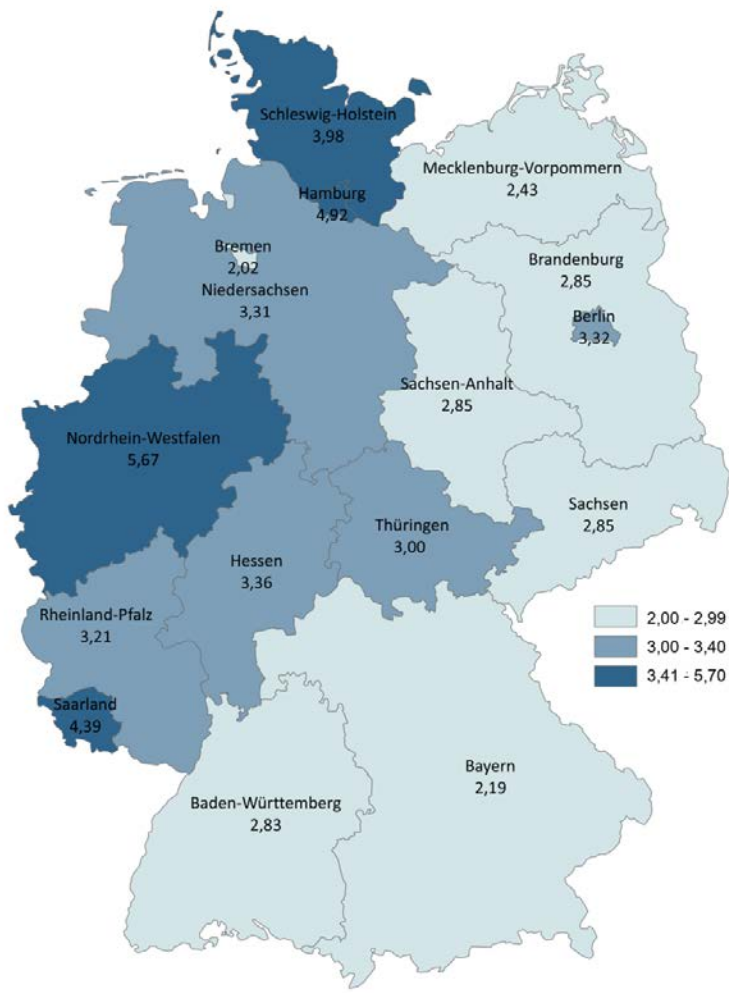 Schleswig-Holstein
3,98
Mecklenburg-Vorpommern
2,43
Hamburg
4,92
Bremen
2,02
Niedersachsen
3,31
Brandenburg
2,85
Berlin
3,32
Sachsen-Anhalt
2,85
Nordrhein-Westfalen
5,67
Sachsen
2,85
Thüringen
3,00
Hessen
3,36
Rheinland-Pfalz
3,21
2,00 - 2,99
3,00 - 3,40
3,41 - 5,70
Saarland
4,39
Bayern
2,19
Baden-Württemberg
2,83